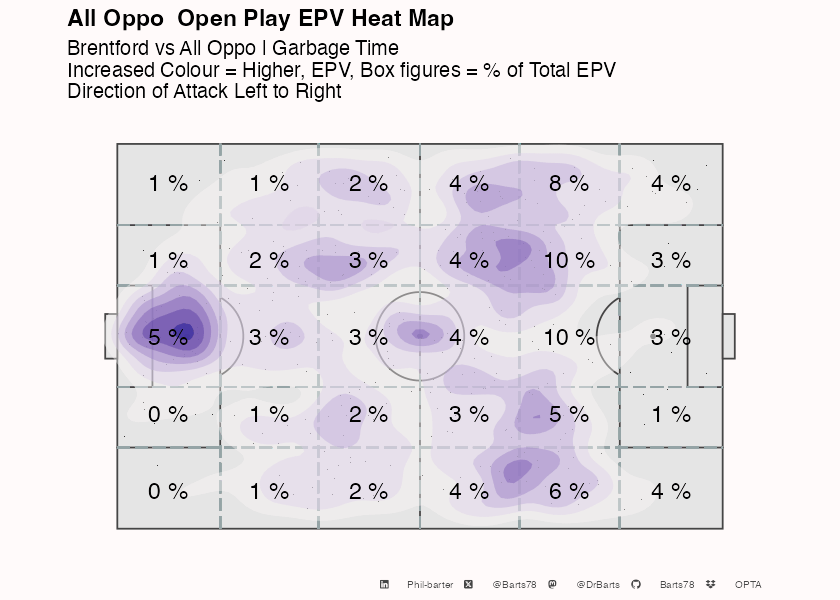 All Oppo  Open Play EPV Heat Map
Brentford vs All Oppo | Garbage Time
Increased Colour = Higher, EPV, Box figures = % of Total EPV
Direction of Attack Left to Right
1 % 1 % 2 % 4 % 8 % 4 %
1 % 2 % 3 % 4 % 10 % 3 %
5 % 3 % 3 % 4 % 10 % 3 %
0 % 1 % 2 % 3 % 5 % 1 %
0 % 1 % 2 % 4 % 6 % 4 %
Phil-barter @Barts78 @DrBarts Barts78 OPTA